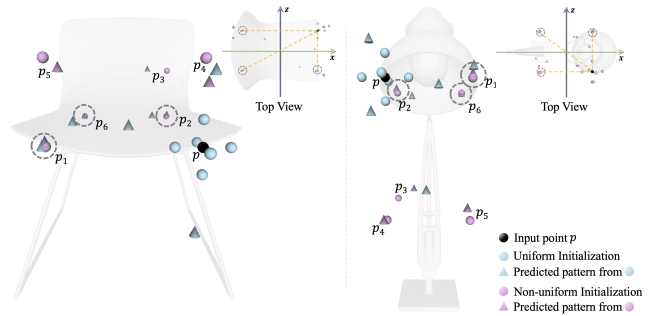 z
x
Top View
p₅
p₄
p₃
p₆
p₂
p₁
p
z
x
Top View
p
p₂
p₁
p₆
p₃
p₄
p₅
Input point p
Uniform Initialization
Predicted pattern from
Non-uniform Initialization
Predicted pattern from